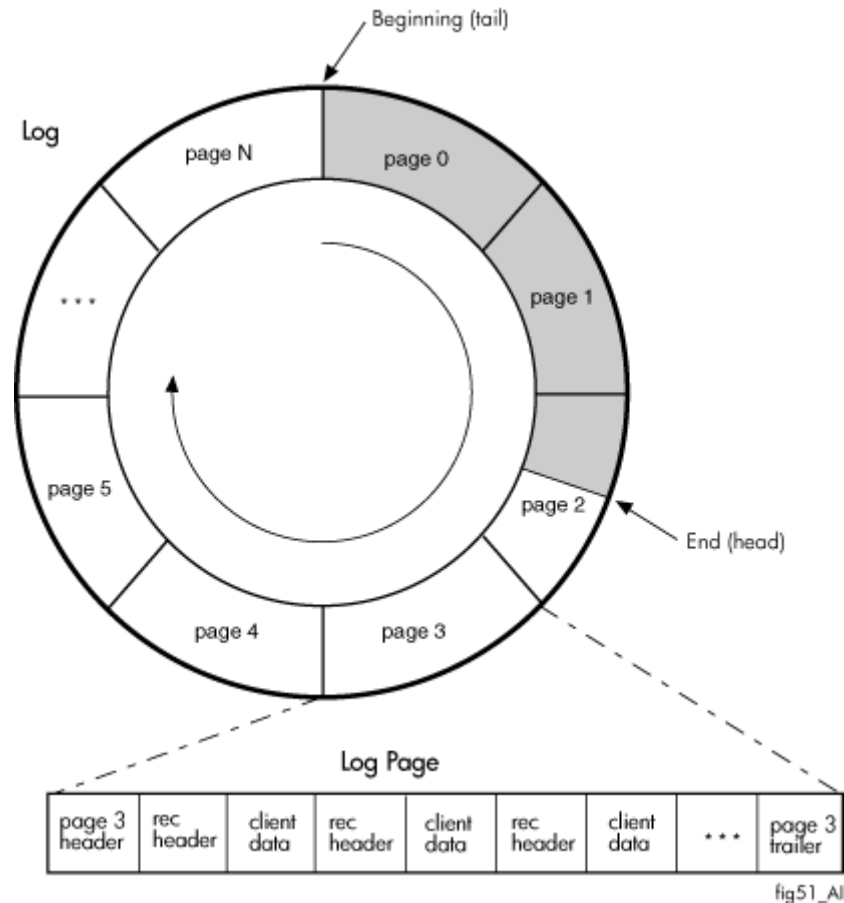 Beginning (tail)
Log
page N
page 0
* * *
page 1
page 5
page 2
End (head)
page 4
page 3
Log Page
page 3
header
rec
header
client
data
rec
header
client
data
rec
header
client
data
* * *
page 3
trailer
fig51_AI